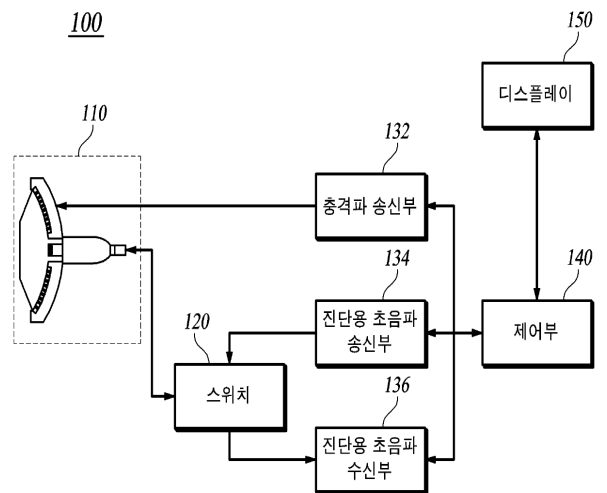 100
150
디스플레이
110
132
충격파 송신부
134
진단용 초음파
송신부
140
제어부
120
스위치
136
진단용 초음파
수신부